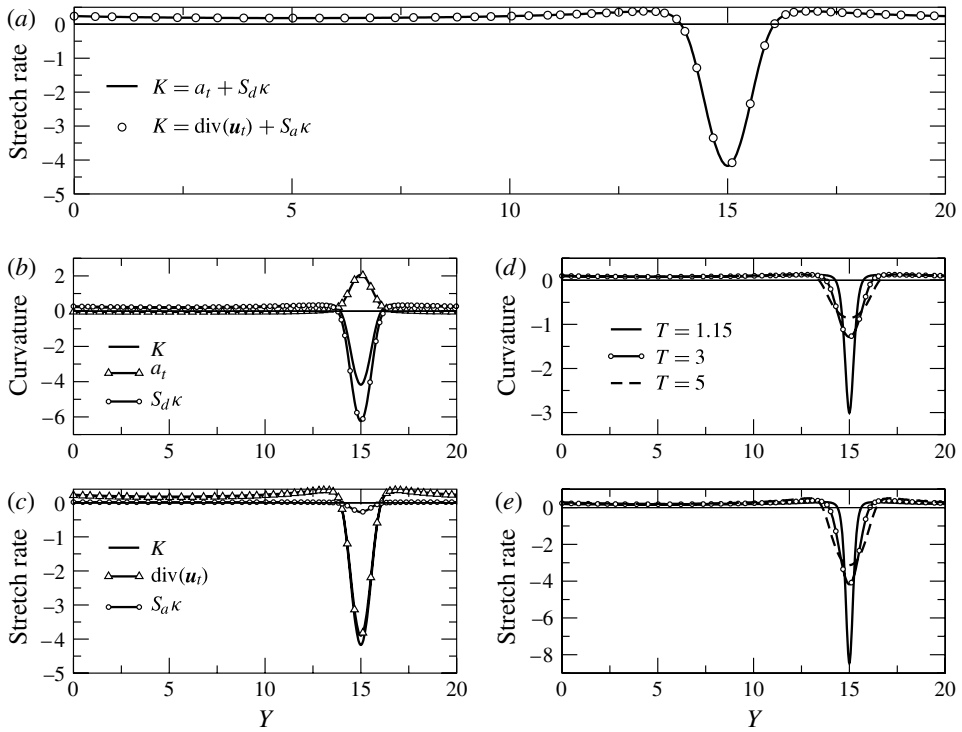 (a)
0
-1
-2
-3
-4
-5
Stretch rate
K = a_t + S_d κ
K = div(u_t) + S_a κ
0 5 10 15 20
(b)
2
0
-2
-4
-6
Curvature
K
a_t
S_d κ
0 5 10 15 20
(d)
0
-1
-2
-3
Curvature
T = 1.15
T = 3
T = 5
0 5 10 15 20
(c)
0
-1
-2
-3
-4
-5
Stretch rate
K
div(u_t)
S_a κ
0 5 10 15 20
Y
(e)
0
-2
-4
-6
-8
Stretch rate
0 5 10 15 20
Y